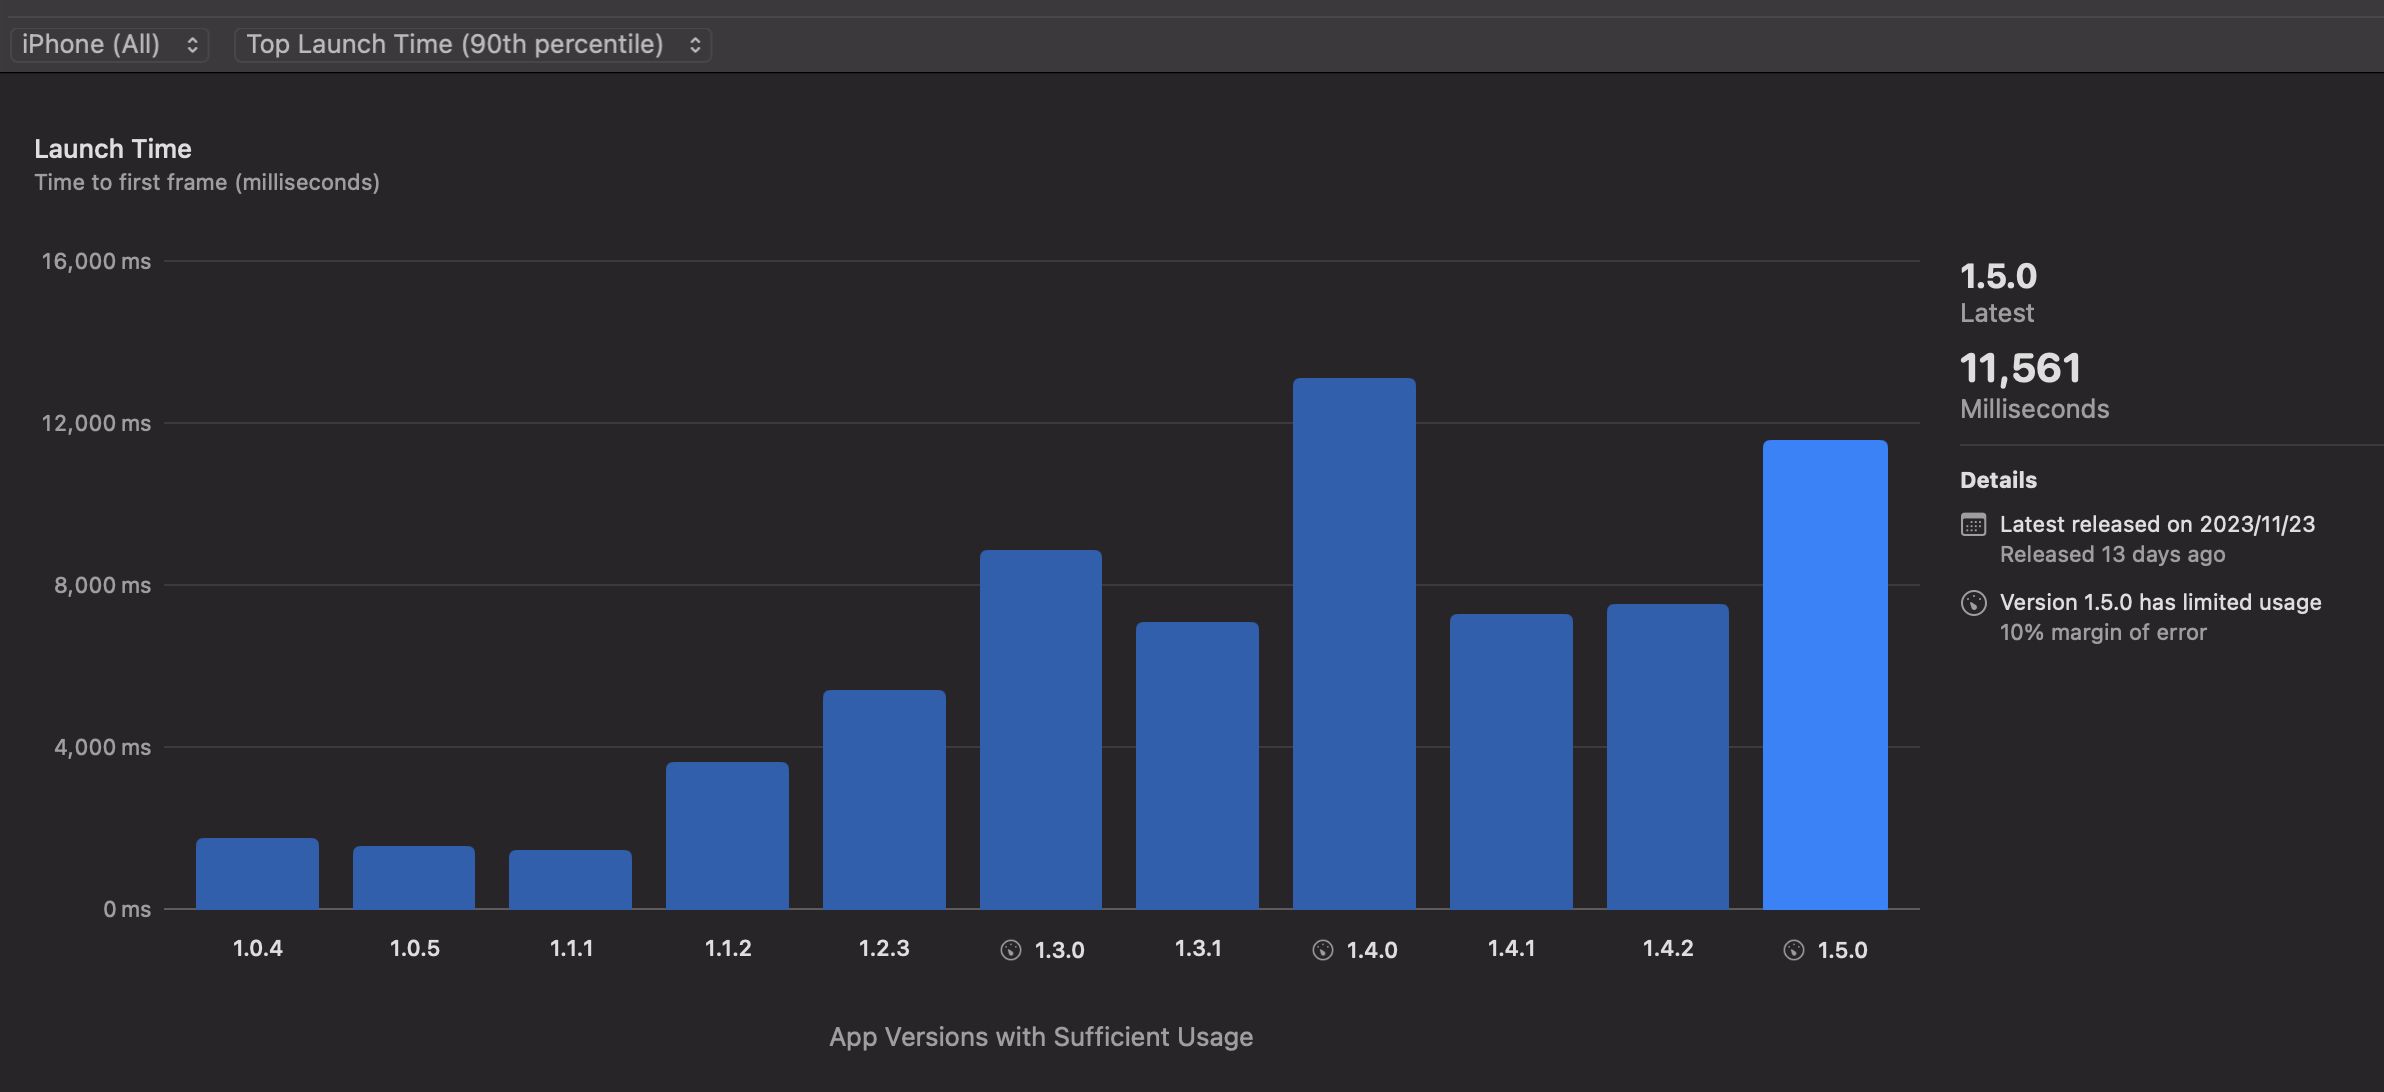 iPhone (All)
Top Launch Time (90th percentile)
Launch Time
Time to first frame (milliseconds)
16,000 ms
12,000 ms
8,000 ms
4,000 ms
0 ms
1.0.4
1.0.5
1.1.1
1.1.2
1.2.3
1.3.0
1.3.1
1.4.0
1.4.1
1.4.2
1.5.0
App Versions with Sufficient Usage
1.5.0
Latest
11,561
Milliseconds
Details
Latest released on 2023/11/23
Released 13 days ago
Version 1.5.0 has limited usage
10% margin of error